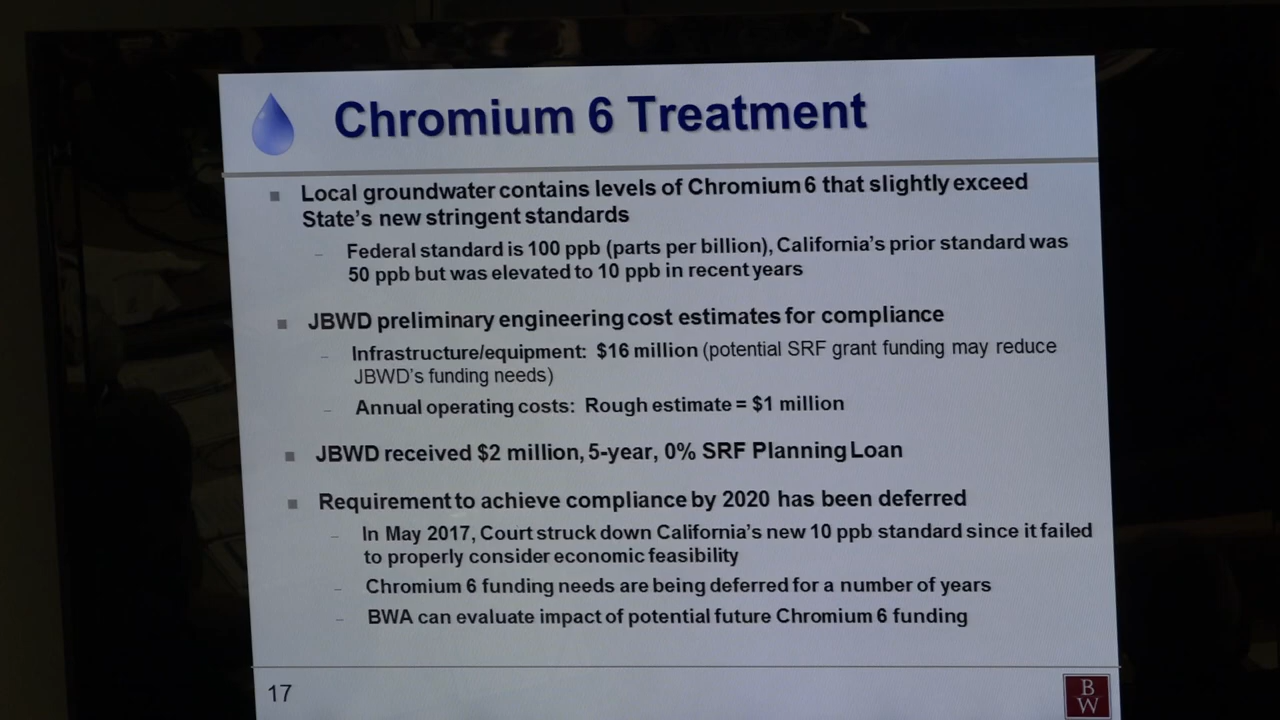 Chromium 6 Treatment
Local groundwater contains levels of Chromium 6 that slightly exceed
State's new stringent standards
Federal standard is 100 ppb (parts per billion), California's prior standard was
50 ppb but was elevated to 10 ppb in recent years
JBWD preliminary engineering cost estimates for compliance
Infrastructure/equipment: $16 million (potential SRF grant funding may reduce
JBWD's funding needs)
Annual operating costs: Rough estimate = $1 million
JBWD received $2 million, 5-year, 0% SRF Planning Loan
Requirement to achieve compliance by 2020 has been deferred
In May 2017, Court struck down California's new 10 ppb standard since it failed
to properly consider economic feasibility
Chromium 6 funding needs are being deferred for a number of years
BWA can evaluate impact of potential future Chromium 6 funding
17
B
W